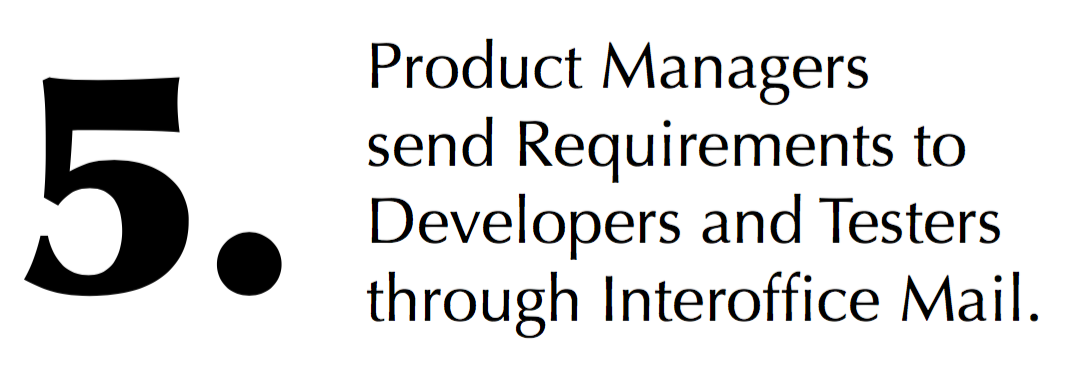 5.
Product Managers
send Requirements to
Developers and Testers
through Interoffice Mail.